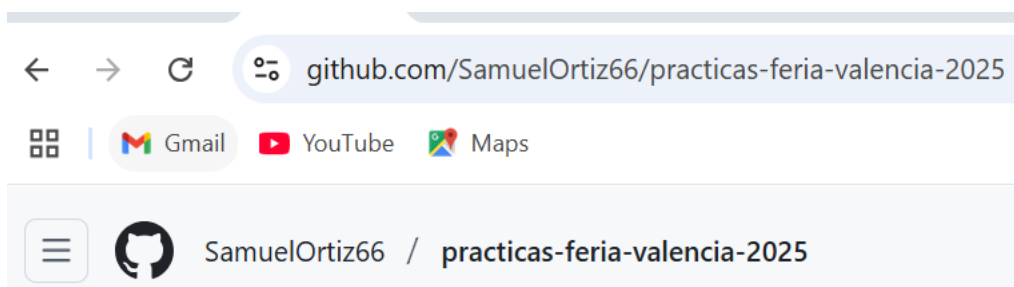 github.com/SamuelOrtiz66/practicas-feria-valencia-2025
Gmail YouTube Maps
SamuelOrtiz66 / practicas-feria-valencia-2025